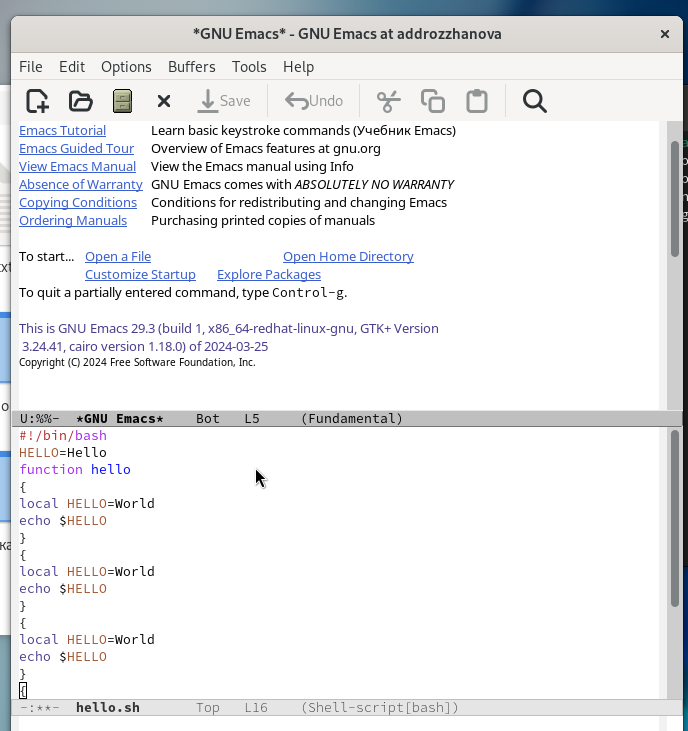 *GNU Emacs* - GNU Emacs at addrozzhanova
File Edit Options Buffers Tools Help
Save Undo
Emacs Tutorial Learn basic keystroke commands (Учебник Emacs)
Emacs Guided Tour Overview of Emacs features at gnu.org
View Emacs Manual View the Emacs manual using Info
Absence of Warranty GNU Emacs comes with ABSOLUTELY NO WARRANTY
Copying Conditions Conditions for redistributing and changing Emacs
Ordering Manuals Purchasing printed copies of manuals
To start... Open a File Open Home Directory
Customize Startup Explore Packages
To quit a partially entered command, type Control-g.
This is GNU Emacs 29.3 (build 1, x86_64-redhat-linux-gnu, GTK+ Version
3.24.41, cairo version 1.18.0) of 2024-03-25
Copyright (C) 2024 Free Software Foundation, Inc.
U:%%- *GNU Emacs* Bot L5 (Fundamental)
#!/bin/bash
HELLO=Hello
function hello
{
local HELLO=World
echo $HELLO
}
{
local HELLO=World
echo $HELLO
}
{
local HELLO=World
echo $HELLO
}
{
-:**- hello.sh Top L16 (Shell-script[bash])